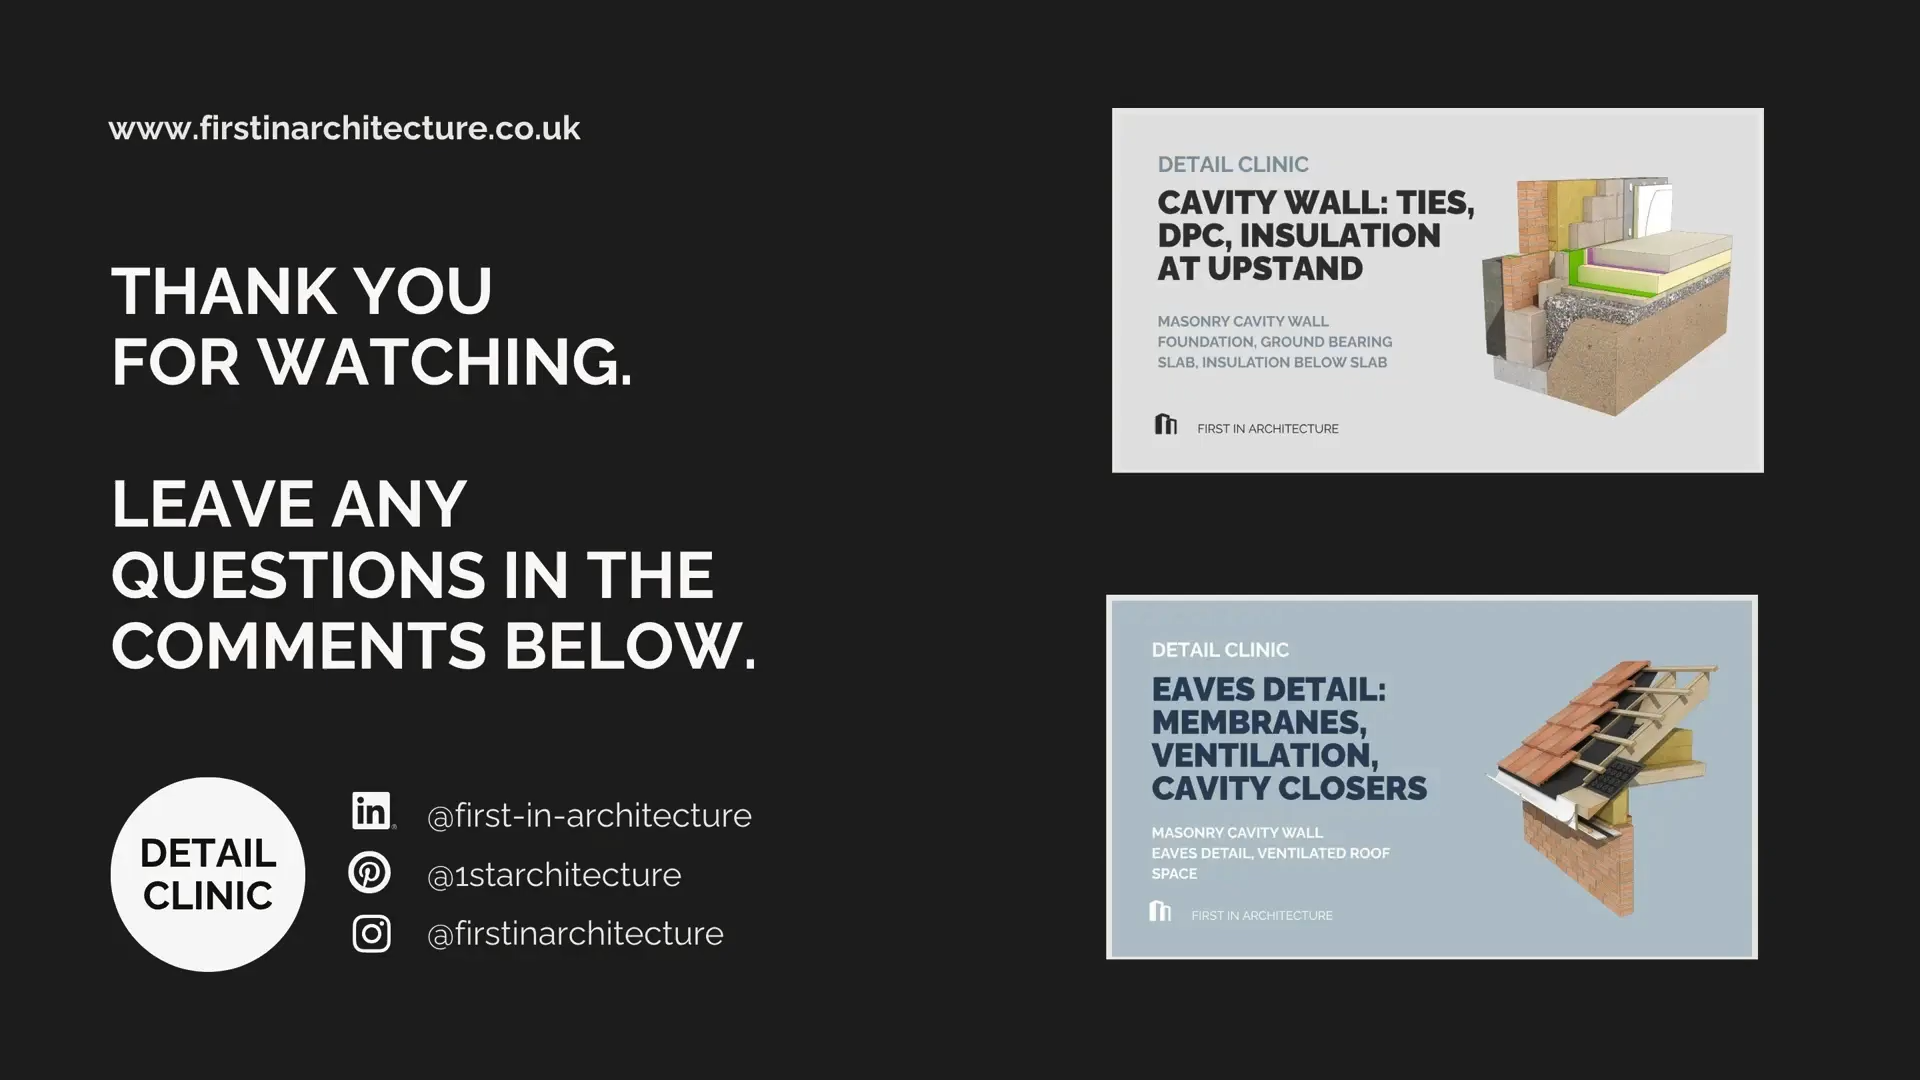 www.firstinarchitecture.co.uk
THANK YOU
FOR WATCHING.
LEAVE ANY
QUESTIONS IN THE
COMMENTS BELOW.
DETAIL
CLINIC
in
@first-in-architecture
@1starchitecture
@firstinarchitecture
DETAIL CLINIC
CAVITY WALL: TIES,
DPC, INSULATION
AT UPSTAND
MASONRY CAVITY WALL
FOUNDATION, GROUND BEARING
SLAB, INSULATION BELOW SLAB
FIRST IN ARCHITECTURE
DETAIL CLINIC
EAVES DETAIL:
MEMBRANES,
VENTILATION,
CAVITY CLOSERS
MASONRY CAVITY WALL
EAVES DETAIL, VENTILATED ROOF
SPACE
FIRST IN ARCHITECTURE